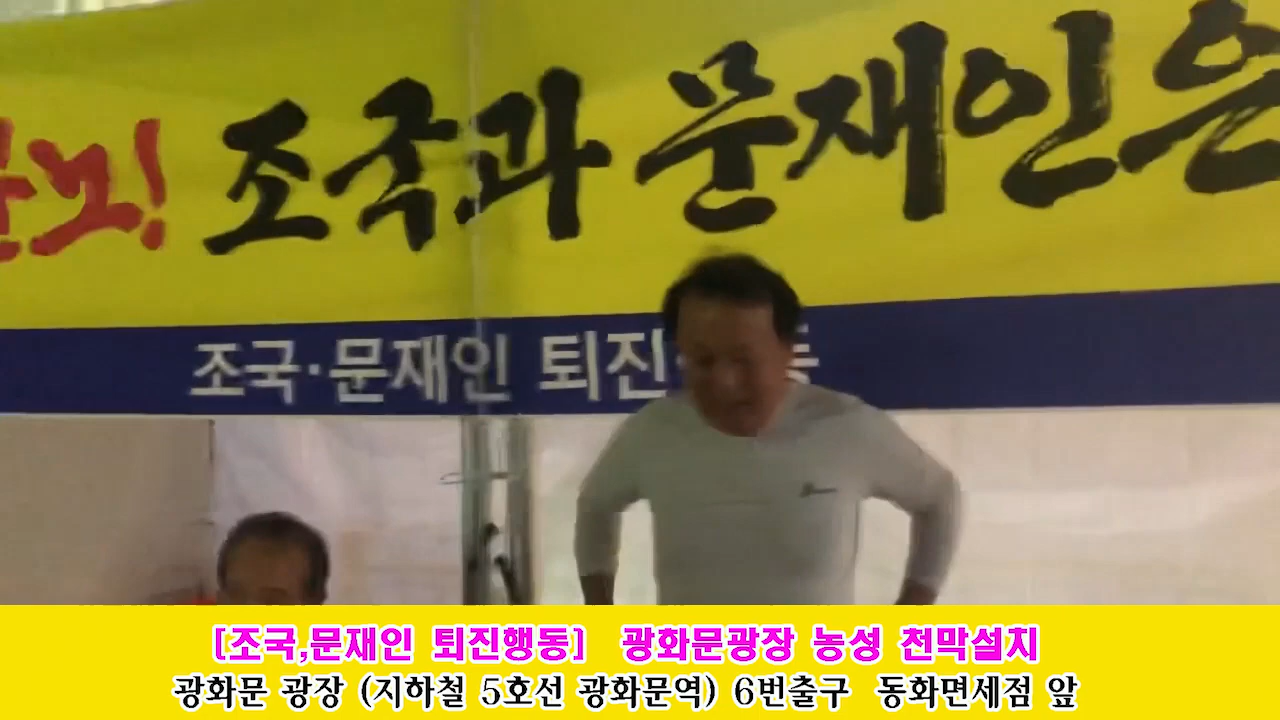 조국과 문재인은
조국·문재인 퇴진
[조국,문재인 퇴진행동] 광화문광장 농성 천막설치
광화문 광장 (지하철 5호선 광화문역) 6번출구 동화면세점 앞